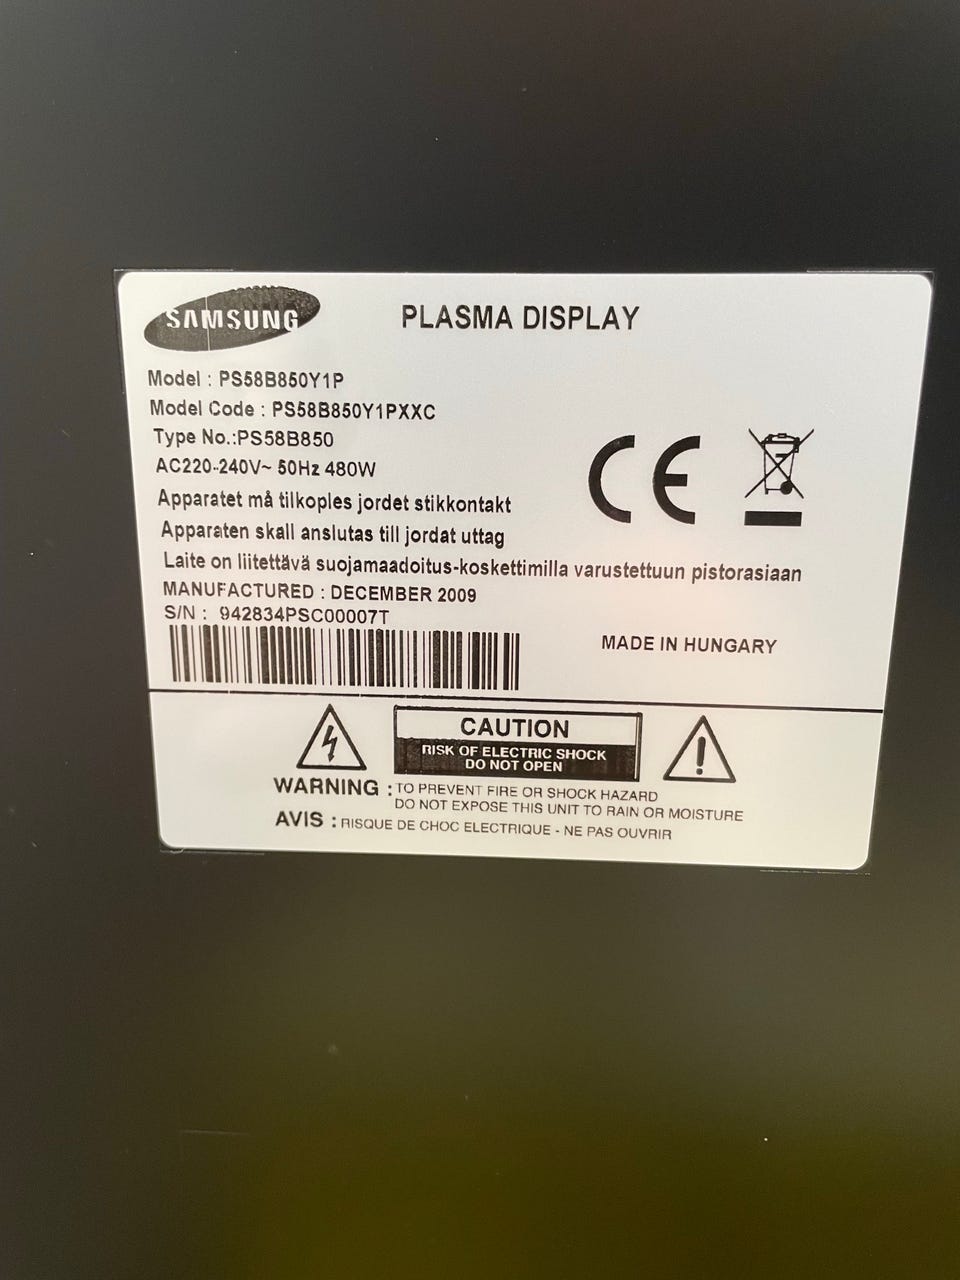 SAMSUNG
PLASMA DISPLAY
Model : PS58B850Y1P
Model Code : PS58B850Y1PXXC
Type No.:PS58B850
AC220-240V~ 50Hz 480W
Apparatet må tilkoples jordet stikkontakt
Apparaten skall anslutas till jordat uttag
Laite on liitettävä suojamaadoitus-koskettimilla varustettuun pistorasiaan
MANUFACTURED : DECEMBER 2009
S/N : 942834PSC00007T
MADE IN HUNGARY
CE
CAUTION
RISK OF ELECTRIC SHOCK
DO NOT OPEN
WARNING : TO PREVENT FIRE OR SHOCK HAZARD
DO NOT EXPOSE THIS UNIT TO RAIN OR MOISTURE
AVIS : RISQUE DE CHOC ELECTRIQUE - NE PAS OUVRIR